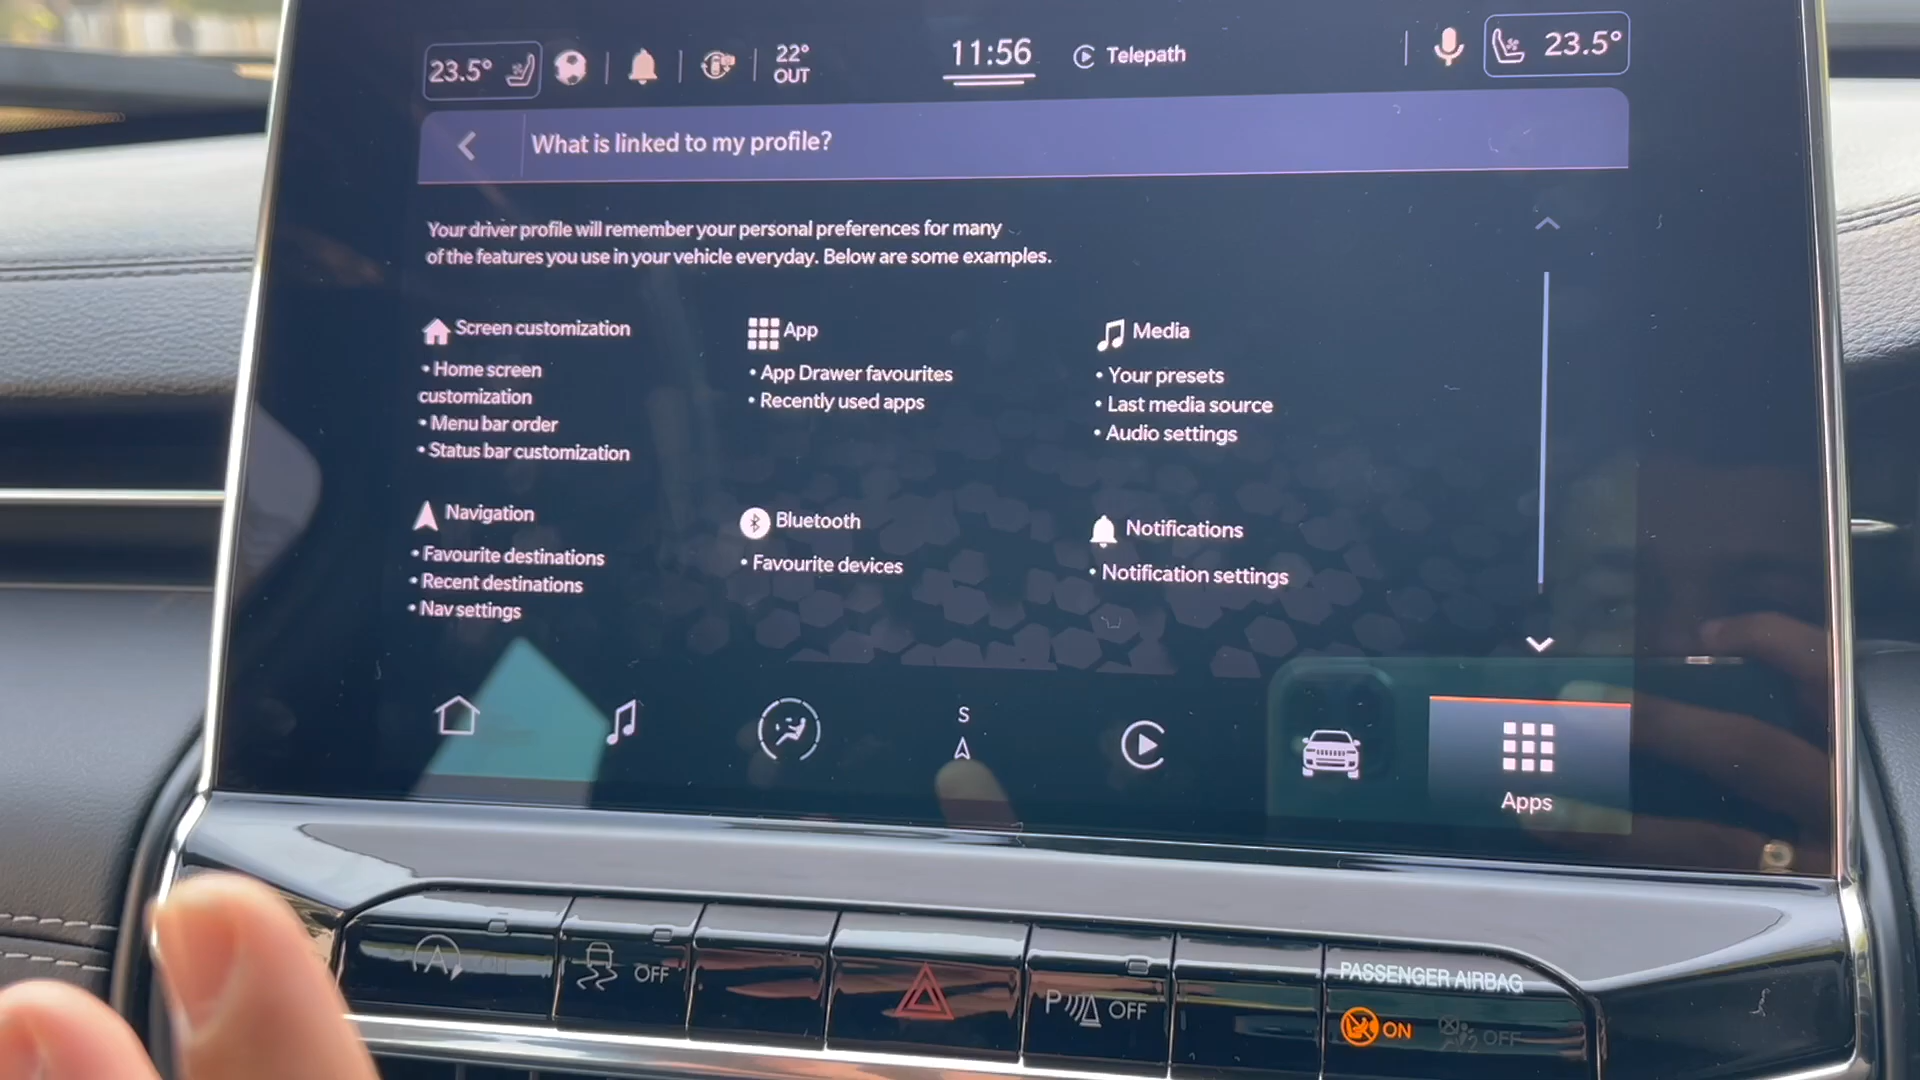 23.5°
22°
OUT
11:56
Telepath
23.5°
What is linked to my profile?
Your driver profile will remember your personal preferences for many
of the features you use in your vehicle everyday. Below are some examples.
Screen customization
• Home screen
customization
• Menu bar order
• Status bar customization
App
• App Drawer favourites
• Recently used apps
Media
• Your presets
• Last media source
• Audio settings
Navigation
• Favourite destinations
• Recent destinations
• Nav settings
Bluetooth
• Favourite devices
Notifications
• Notification settings
S
Apps
A
OFF
P OFF
PASSENGER AIRBAG
ON
OFF